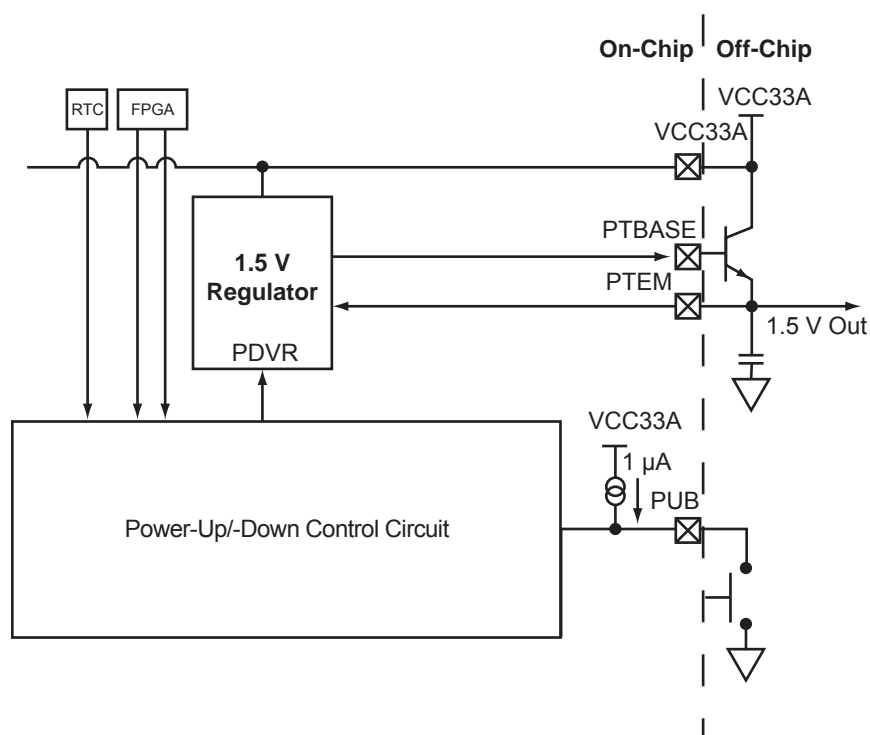 On-Chip Off-Chip
VCC33A
RTC FPGA
VCC33A
PTBASE
1.5 V
Regulator
PTEM
1.5 V Out
PDVR
VCC33A
1 µA
PUB
Power-Up/-Down Control Circuit